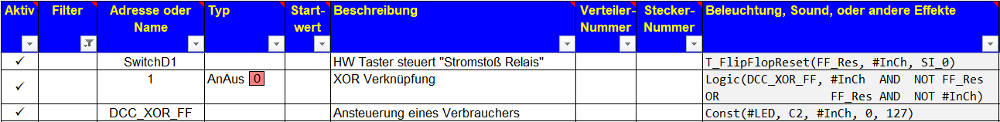 Aktiv Filter Adresse oder Name Typ Start-wert Beschreibung Verteiler-Nummer Stecker-Nummer Beleuchtung, Sound, oder andere Effekte
✓ SwitchD1 HW Taster steuert "Stromstoß Relais" T_FlipFlopReset(FF_Res, #InCh, SI_0)
✓ 1 AnAus 0 XOR Verknüpfung Logic(DCC_XOR_FF, #InCh AND NOT FF_Res
OR FF_Res AND NOT #InCh)
✓ DCC_XOR_FF Ansteuerung eines Verbrauchers Const(#LED, C2, #InCh, 0, 127)